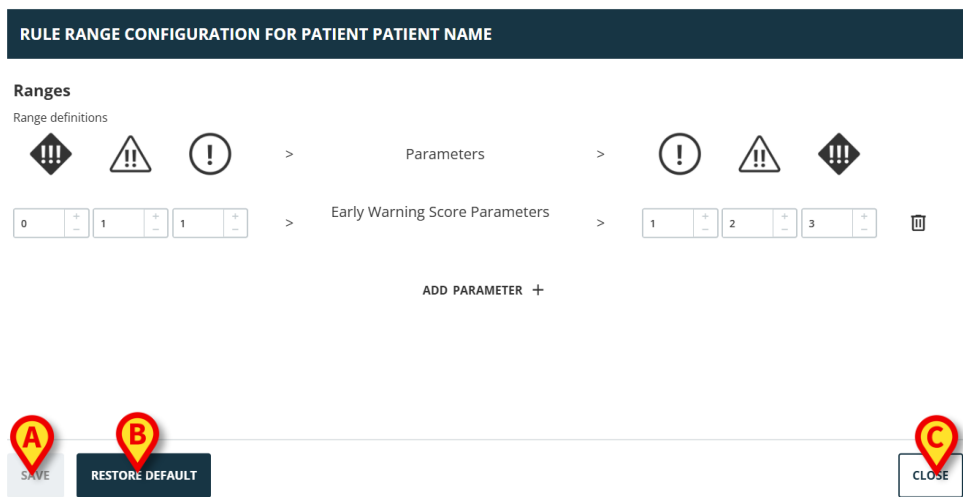 RULE RANGE CONFIGURATION FOR PATIENT PATIENT NAME
Ranges
Range definitions
!!! !! ! > Parameters > ! !! !!!
0 + − 1 + − 1 + − > Early Warning Score Parameters > 1 + − 2 + − 3 + −
ADD PARAMETER +
A B C
SAVE RESTORE DEFAULT CLOSE